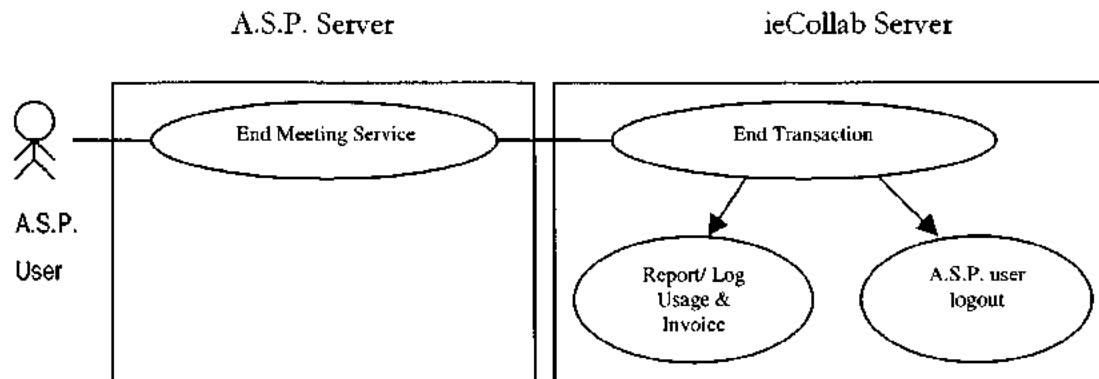 A.S.P. Server
ieCollab Server
End Meeting Service
End Transaction
A.S.P.
User
Report/ Log
Usage &
Invoice
A.S.P. user
logout